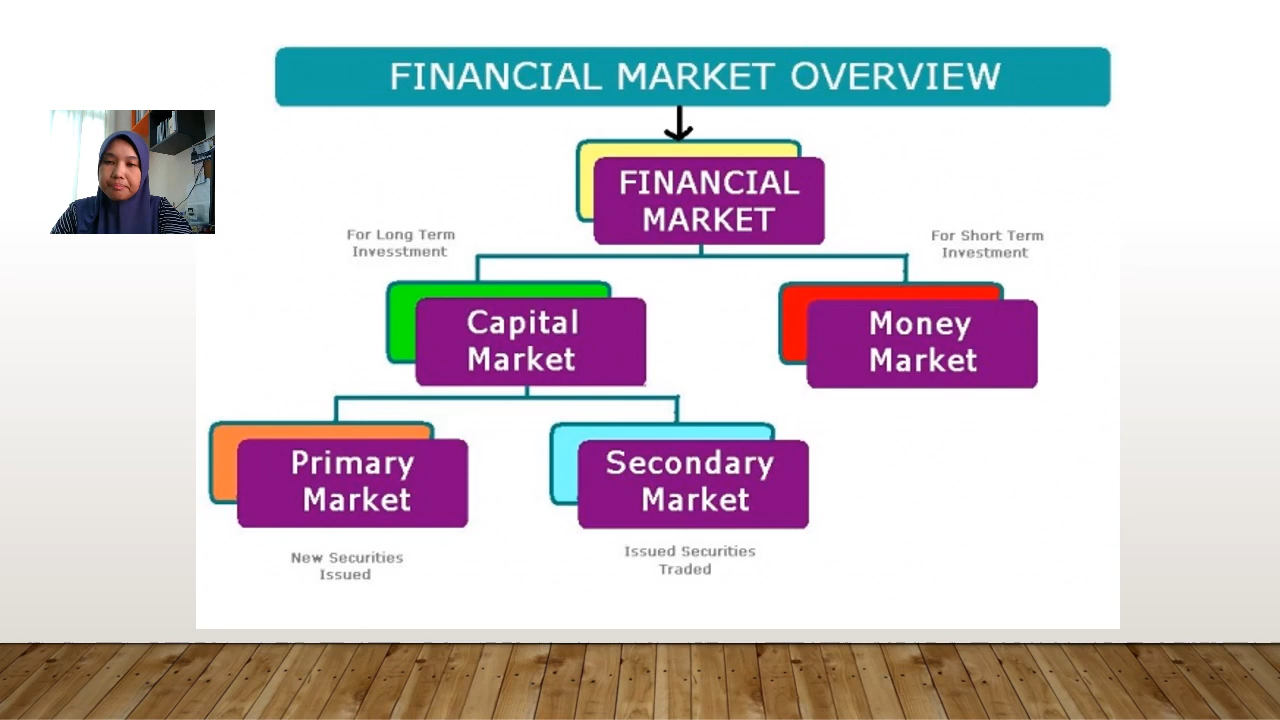 FINANCIAL MARKET OVERVIEW
FINANCIAL
MARKET
For Long Term
Invesstment
For Short Term
Investment
Capital
Market
Money
Market
Primary
Market
Secondary
Market
New Securities
Issued
Issued Securities
Traded